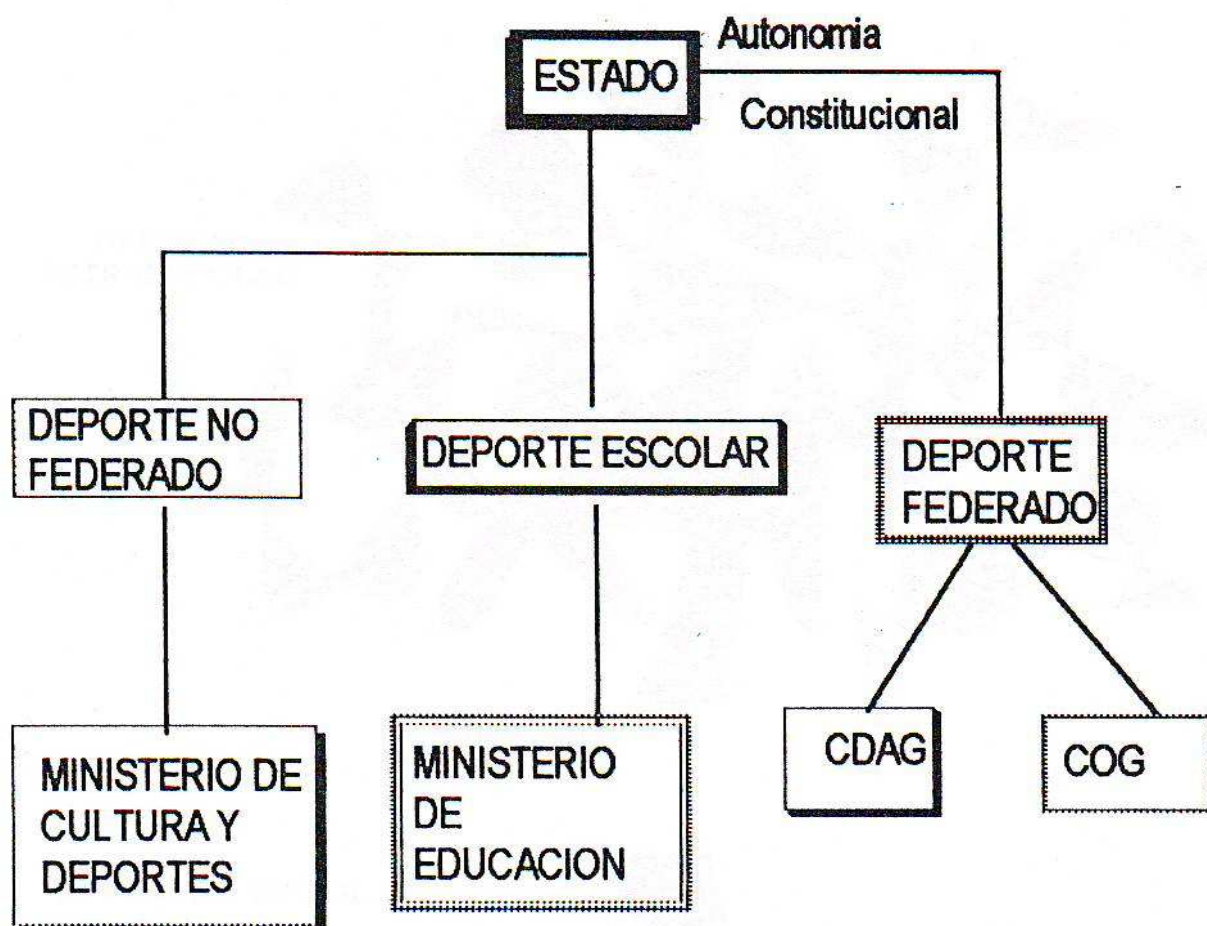 Autonomia
ESTADO
Constitucional
DEPORTE NO
FEDERADO
DEPORTE ESCOLAR
DEPORTE
FEDERADO
MINISTERIO DE
CULTURA Y
DEPORTES
MINISTERIO
DE
EDUCACION
CDAG
COG